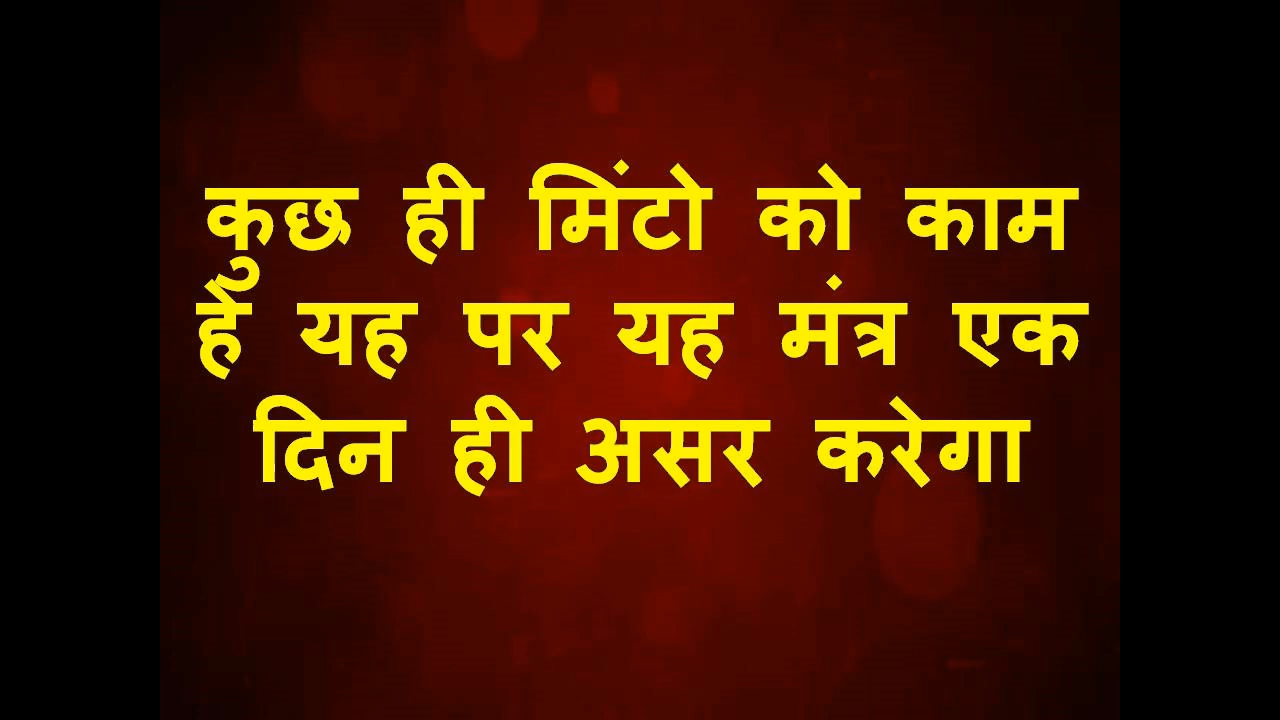 कुछ ही मिंटो को काम
हे यह पर यह मंत्र एक
दिन ही असर करेगा